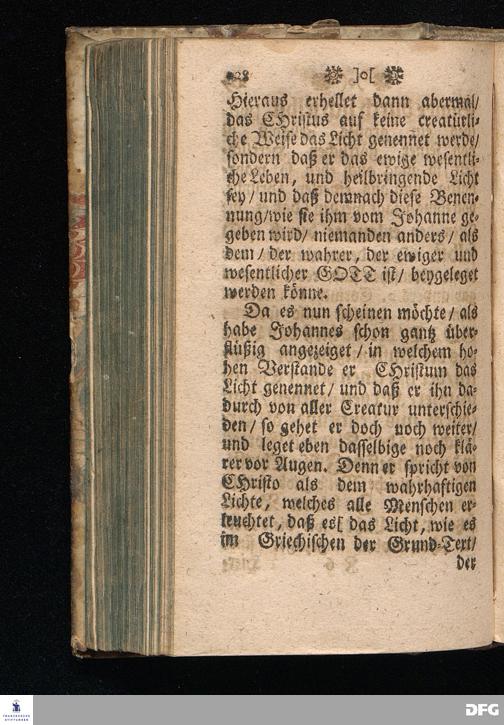 28 ]o[
Hieraus erhellet dann abermal/
das CHristus auf keine creatürli-
che Weise das Licht genennet werde/
sondern daß er das ewige wesentli-
che Leben, und heilbringende Licht
sey/ und daß demnach diese Benen-
nung/wie sie ihm vom Johanne ge-
geben wird/ niemanden anders/ als
dem/ der wahrer, der ewiger und
wesentlicher GOTT ist/ beygeleget
werden könne.
Da es nun scheinen möchte/ als
habe Johannes schon gantz über-
flüßig angezeiget/ in welchem ho-
hen Verstande er CHristum das
Licht genennet/ und daß er ihn da-
durch von aller Creatur unterschie-
den/ so gehet er doch noch weiter/
und leget eben dasselbige noch klä-
rer vor Augen. Denn er spricht von
CHristo als dem wahrhaftigen
Lichte, welches alle Menschen er-
leuchtet, daß es[ das Licht, wie es
im Griechischen der Grund-Text/
der
FRANCKESCHE STIFTUNGEN
DFG